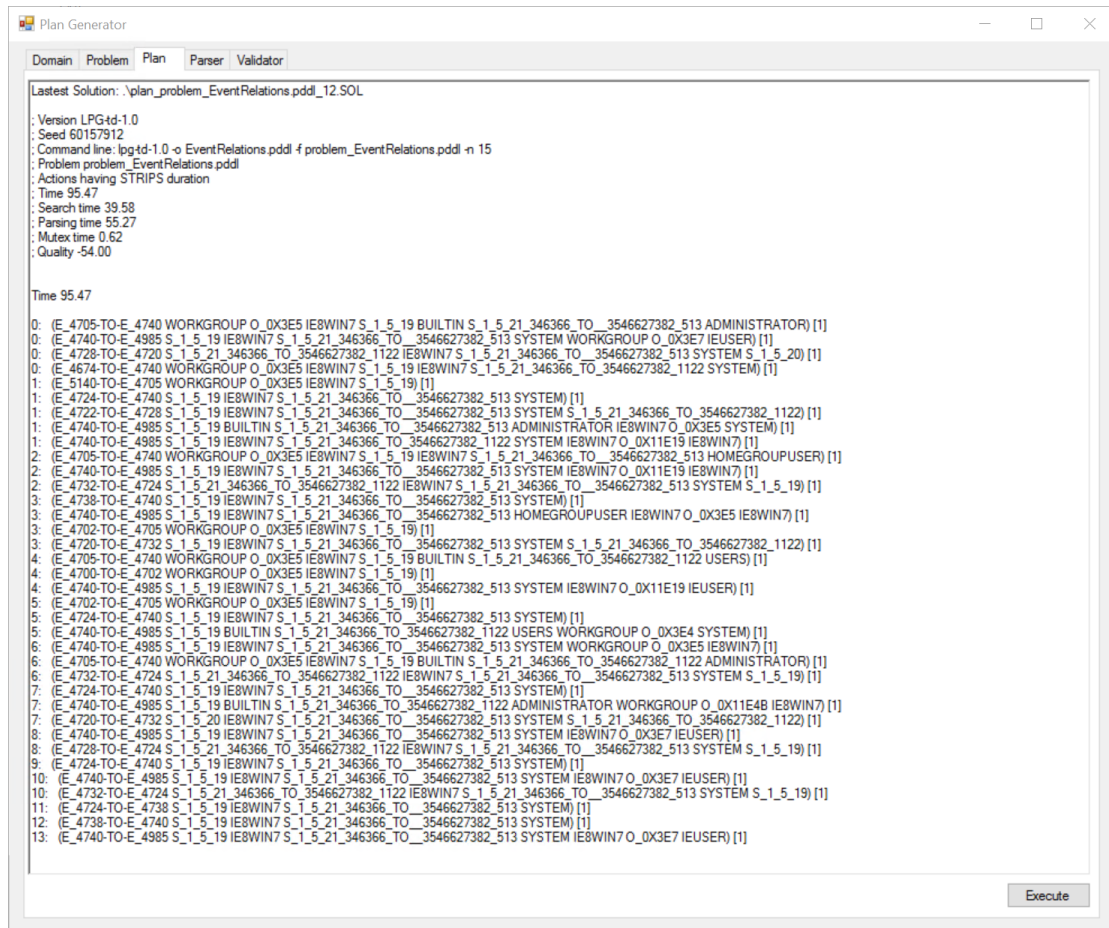 Plan Generator
Domain Problem Plan Parser Validator
Lastest Solution: .\plan_problem_EventRelations.pddl_12.SOL
; Version LPG-td-1.0
; Seed 60157912
; Command line: lpg-td-1.0 -o EventRelations.pddl -f problem_EventRelations.pddl -n 15
; Problem problem_EventRelations.pddl
; Actions having STRIPS duration
; Time 95.47
; Search time 39.58
; Parsing time 55.27
; Mutex time 0.62
; Quality -54.00
Time 95.47
0: (E_4705-TO-E_4740 WORKGROUP O_0X3E5 IE8WIN7 S_1_5_19 BUILTIN S_1_5_21_346366_TO__3546627382_513 ADMINISTRATOR) [1]
0: (E_4740-TO-E_4985 S_1_5_19 IE8WIN7 S_1_5_21_346366_TO__3546627382_513 SYSTEM WORKGROUP O_0X3E7 IEUSER) [1]
0: (E_4728-TO-E_4720 S_1_5_21_346366_TO_3546627382_1122 IE8WIN7 S_1_5_21_346366_TO__3546627382_513 SYSTEM S_1_5_20) [1]
0: (E_4674-TO-E_4740 WORKGROUP O_0X3E5 IE8WIN7 S_1_5_19 IE8WIN7 S_1_5_21_346366_TO_3546627382_1122 SYSTEM) [1]
1: (E_5140-TO-E_4705 WORKGROUP O_0X3E5 IE8WIN7 S_1_5_19) [1]
1: (E_4724-TO-E_4740 S_1_5_19 IE8WIN7 S_1_5_21_346366_TO__3546627382_513 SYSTEM) [1]
1: (E_4722-TO-E_4728 S_1_5_19 IE8WIN7 S_1_5_21_346366_TO__3546627382_513 SYSTEM S_1_5_21_346366_TO_3546627382_1122) [1]
1: (E_4740-TO-E_4985 S_1_5_19 BUILTIN S_1_5_21_346366_TO__3546627382_513 ADMINISTRATOR IE8WIN7 O_0X3E5 SYSTEM) [1]
1: (E_4740-TO-E_4985 S_1_5_19 IE8WIN7 S_1_5_21_346366_TO_3546627382_1122 SYSTEM IE8WIN7 O_0X11E19 IE8WIN7) [1]
2: (E_4705-TO-E_4740 WORKGROUP O_0X3E5 IE8WIN7 S_1_5_19 IE8WIN7 S_1_5_21_346366_TO__3546627382_513 HOMEGROUPUSER) [1]
2: (E_4740-TO-E_4985 S_1_5_19 IE8WIN7 S_1_5_21_346366_TO__3546627382_513 SYSTEM IE8WIN7 O_0X11E19 IE8WIN7) [1]
2: (E_4732-TO-E_4724 S_1_5_21_346366_TO_3546627382_1122 IE8WIN7 S_1_5_21_346366_TO__3546627382_513 SYSTEM S_1_5_19) [1]
3: (E_4738-TO-E_4740 S_1_5_19 IE8WIN7 S_1_5_21_346366_TO__3546627382_513 SYSTEM) [1]
3: (E_4740-TO-E_4985 S_1_5_19 IE8WIN7 S_1_5_21_346366_TO__3546627382_513 HOMEGROUPUSER IE8WIN7 O_0X3E5 IE8WIN7) [1]
3: (E_4702-TO-E_4705 WORKGROUP O_0X3E5 IE8WIN7 S_1_5_19) [1]
3: (E_4720-TO-E_4732 S_1_5_19 IE8WIN7 S_1_5_21_346366_TO__3546627382_513 SYSTEM S_1_5_21_346366_TO_3546627382_1122) [1]
4: (E_4705-TO-E_4740 WORKGROUP O_0X3E5 IE8WIN7 S_1_5_19 BUILTIN S_1_5_21_346366_TO_3546627382_1122 USERS) [1]
4: (E_4700-TO-E_4702 WORKGROUP O_0X3E5 IE8WIN7 S_1_5_19) [1]
4: (E_4740-TO-E_4985 S_1_5_19 IE8WIN7 S_1_5_21_346366_TO__3546627382_513 SYSTEM IE8WIN7 O_0X11E19 IEUSER) [1]
5: (E_4702-TO-E_4705 WORKGROUP O_0X3E5 IE8WIN7 S_1_5_19) [1]
5: (E_4724-TO-E_4740 S_1_5_19 IE8WIN7 S_1_5_21_346366_TO__3546627382_513 SYSTEM) [1]
5: (E_4740-TO-E_4985 S_1_5_19 BUILTIN S_1_5_21_346366_TO_3546627382_1122 USERS WORKGROUP O_0X3E4 SYSTEM) [1]
6: (E_4740-TO-E_4985 S_1_5_19 IE8WIN7 S_1_5_21_346366_TO__3546627382_513 SYSTEM WORKGROUP O_0X3E5 IE8WIN7) [1]
6: (E_4705-TO-E_4740 WORKGROUP O_0X3E5 IE8WIN7 S_1_5_19 BUILTIN S_1_5_21_346366_TO_3546627382_1122 ADMINISTRATOR) [1]
6: (E_4732-TO-E_4724 S_1_5_21_346366_TO_3546627382_1122 IE8WIN7 S_1_5_21_346366_TO__3546627382_513 SYSTEM S_1_5_19) [1]
7: (E_4724-TO-E_4740 S_1_5_19 IE8WIN7 S_1_5_21_346366_TO__3546627382_513 SYSTEM) [1]
7: (E_4740-TO-E_4985 S_1_5_19 BUILTIN S_1_5_21_346366_TO_3546627382_1122 ADMINISTRATOR WORKGROUP O_0X11E4B IE8WIN7) [1]
7: (E_4720-TO-E_4732 S_1_5_20 IE8WIN7 S_1_5_21_346366_TO__3546627382_513 SYSTEM S_1_5_21_346366_TO_3546627382_1122) [1]
8: (E_4740-TO-E_4985 S_1_5_19 IE8WIN7 S_1_5_21_346366_TO__3546627382_513 SYSTEM IE8WIN7 O_0X3E7 IEUSER) [1]
8: (E_4728-TO-E_4724 S_1_5_21_346366_TO_3546627382_1122 IE8WIN7 S_1_5_21_346366_TO__3546627382_513 SYSTEM S_1_5_19) [1]
9: (E_4724-TO-E_4740 S_1_5_19 IE8WIN7 S_1_5_21_346366_TO__3546627382_513 SYSTEM) [1]
10: (E_4740-TO-E_4985 S_1_5_19 IE8WIN7 S_1_5_21_346366_TO__3546627382_513 SYSTEM IE8WIN7 O_0X3E7 IEUSER) [1]
10: (E_4732-TO-E_4724 S_1_5_21_346366_TO_3546627382_1122 IE8WIN7 S_1_5_21_346366_TO__3546627382_513 SYSTEM S_1_5_19) [1]
11: (E_4724-TO-E_4738 S_1_5_19 IE8WIN7 S_1_5_21_346366_TO__3546627382_513 SYSTEM) [1]
12: (E_4738-TO-E_4740 S_1_5_19 IE8WIN7 S_1_5_21_346366_TO__3546627382_513 SYSTEM) [1]
13: (E_4740-TO-E_4985 S_1_5_19 IE8WIN7 S_1_5_21_346366_TO__3546627382_513 SYSTEM IE8WIN7 O_0X3E7 IEUSER) [1]
Execute